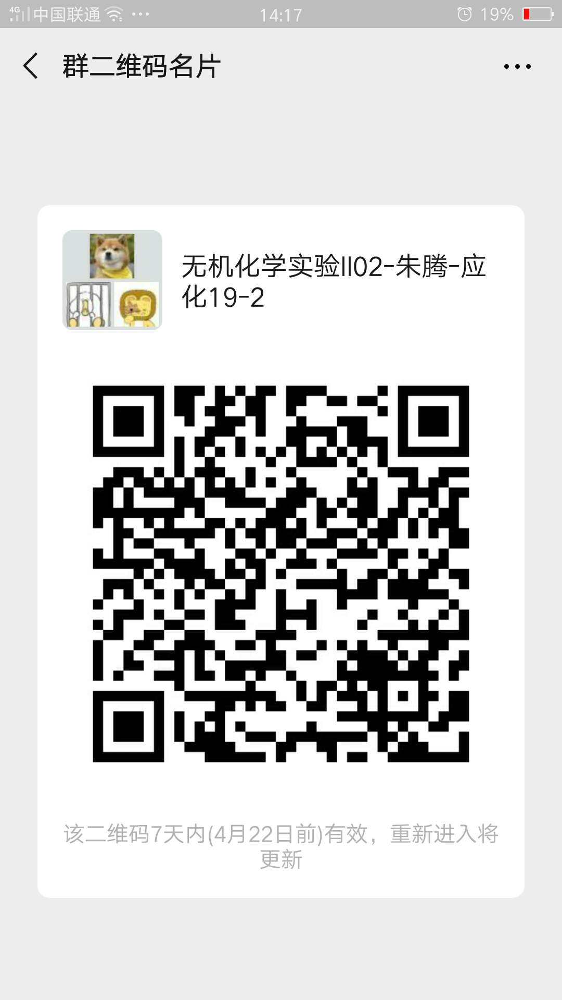 4G 中国联通 ··· 14:17 19%
群二维码名片
无机化学实验II02-朱腾-应
化19-2
该二维码7天内(4月22日前)有效，重新进入将
更新